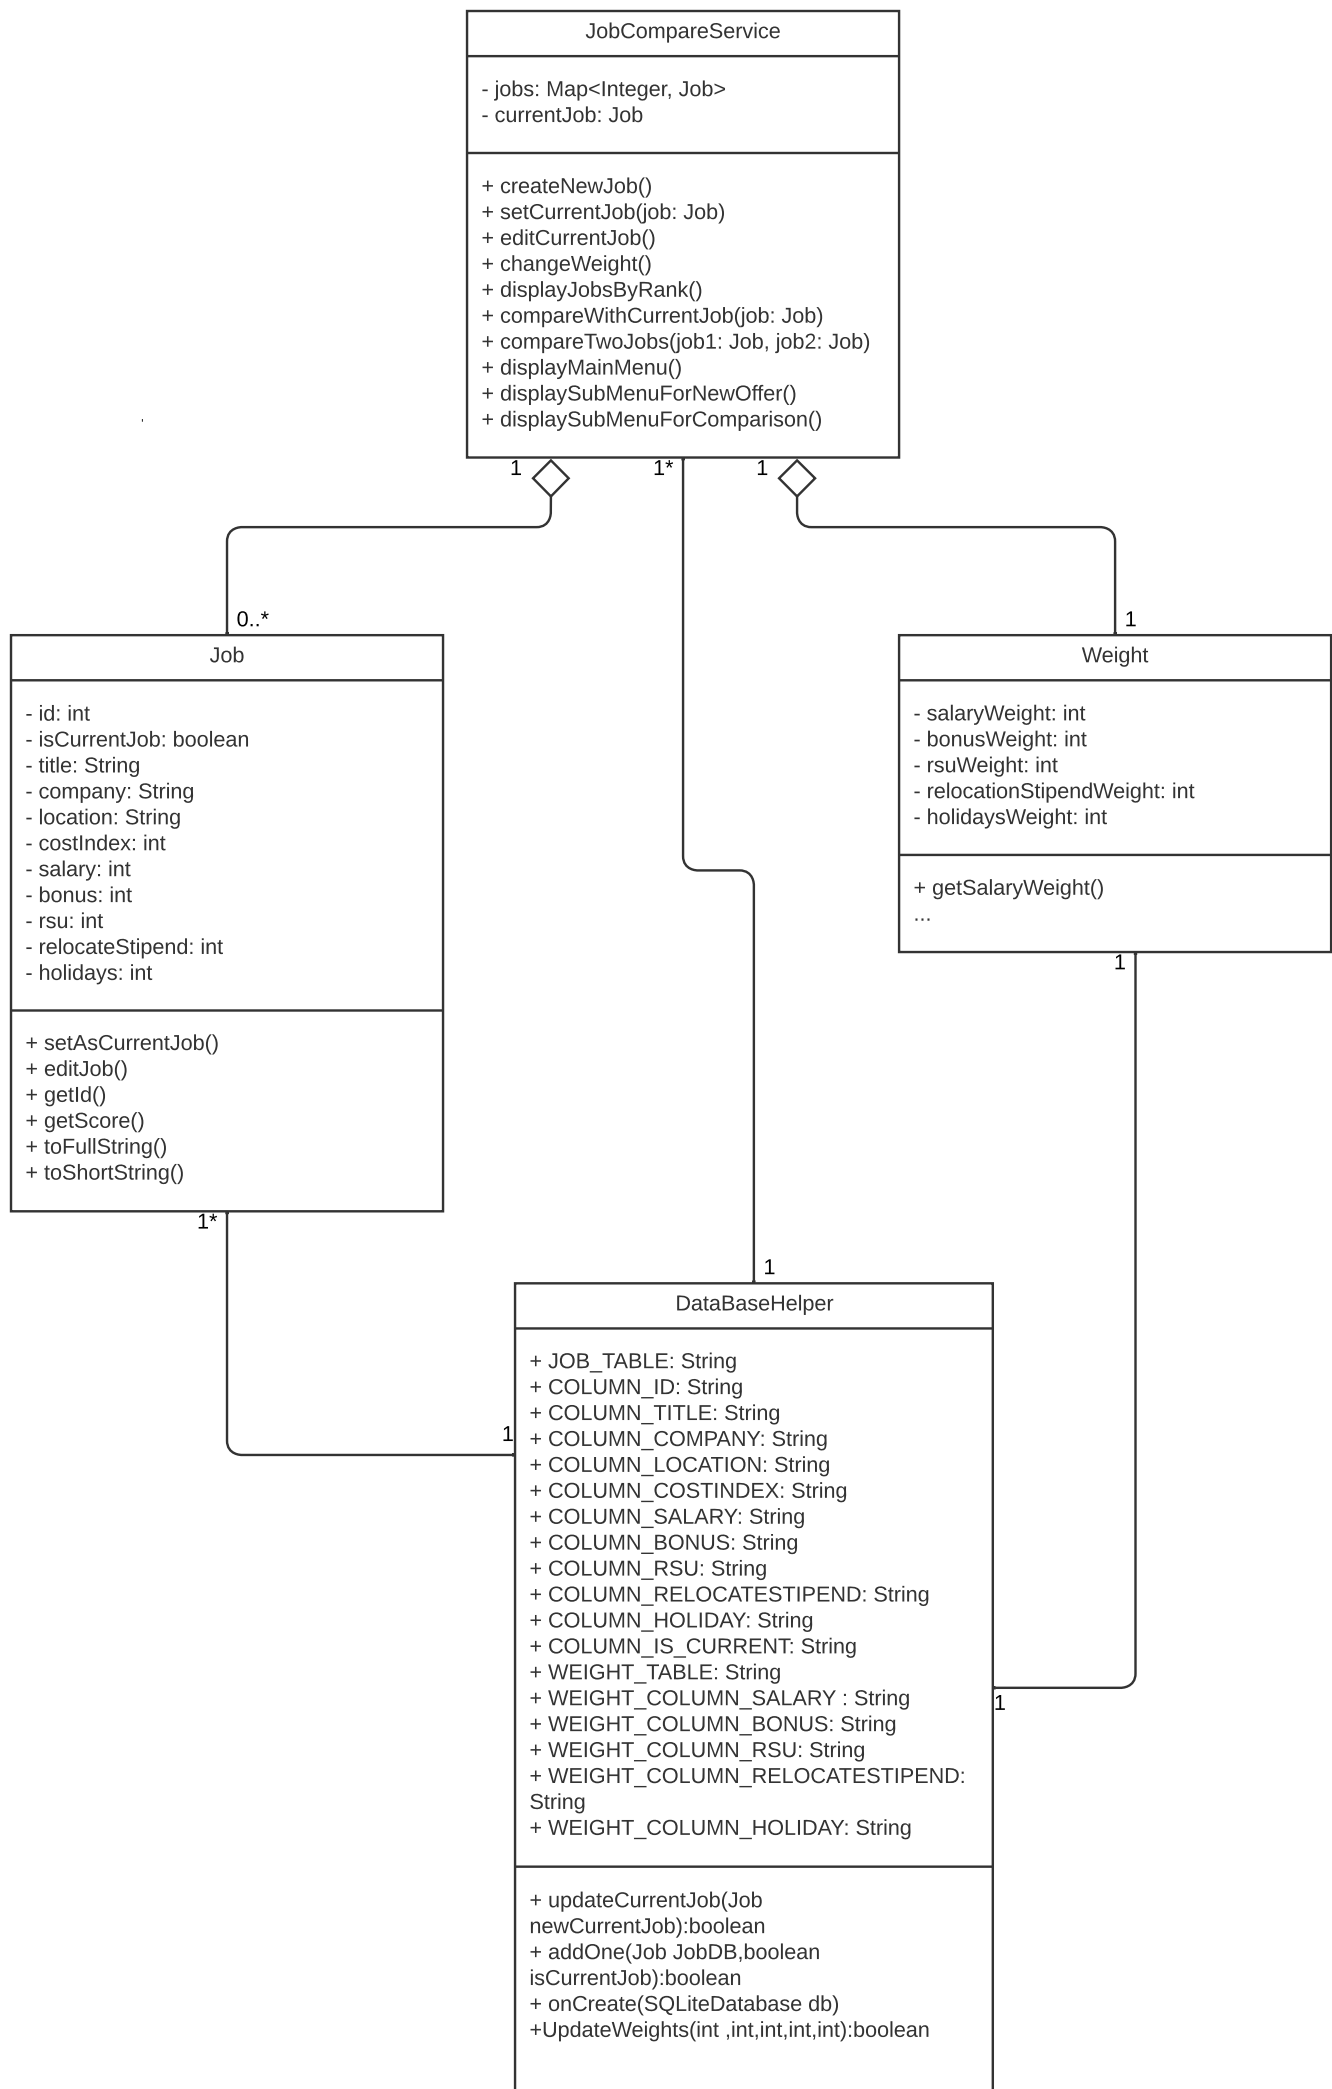 JobCompareService
- jobs: Map<Integer, Job>
- currentJob: Job
+ createNewJob()
+ setCurrentJob(job: Job)
+ editCurrentJob()
+ changeWeight()
+ displayJobsByRank()
+ compareWithCurrentJob(job: Job)
+ compareTwoJobs(job1: Job, job2: Job)
+ displayMainMenu()
+ displaySubMenuForNewOffer()
+ displaySubMenuForComparison()
1
1*
1
0..*
1
Job
- id: int
- isCurrentJob: boolean
- title: String
- company: String
- location: String
- costIndex: int
- salary: int
- bonus: int
- rsu: int
- relocateStipend: int
- holidays: int
+ setAsCurrentJob()
+ editJob()
+ getId()
+ getScore()
+ toFullString()
+ toShortString()
1*
Weight
- salaryWeight: int
- bonusWeight: int
- rsuWeight: int
- relocationStipendWeight: int
- holidaysWeight: int
+ getSalaryWeight()
...
1
1
1
1
DataBaseHelper
+ JOB_TABLE: String
+ COLUMN_ID: String
+ COLUMN_TITLE: String
+ COLUMN_COMPANY: String
+ COLUMN_LOCATION: String
+ COLUMN_COSTINDEX: String
+ COLUMN_SALARY: String
+ COLUMN_BONUS: String
+ COLUMN_RSU: String
+ COLUMN_RELOCATESTIPEND: String
+ COLUMN_HOLIDAY: String
+ COLUMN_IS_CURRENT: String
+ WEIGHT_TABLE: String
+ WEIGHT_COLUMN_SALARY : String
+ WEIGHT_COLUMN_BONUS: String
+ WEIGHT_COLUMN_RSU: String
+ WEIGHT_COLUMN_RELOCATESTIPEND:
String
+ WEIGHT_COLUMN_HOLIDAY: String
+ updateCurrentJob(Job
newCurrentJob):boolean
+ addOne(Job JobDB,boolean
isCurrentJob):boolean
+ onCreate(SQLiteDatabase db)
+UpdateWeights(int ,int,int,int,int):boolean